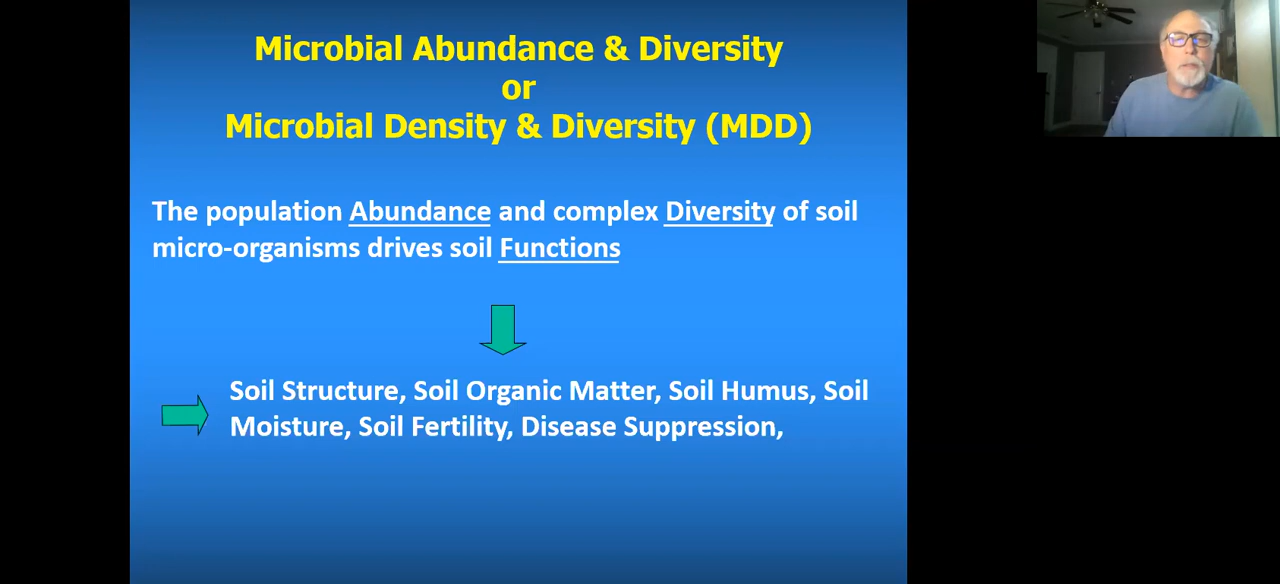 Microbial Abundance & Diversity
or
Microbial Density & Diversity (MDD)
The population Abundance and complex Diversity of soil
micro-organisms drives soil Functions
Soil Structure, Soil Organic Matter, Soil Humus, Soil
Moisture, Soil Fertility, Disease Suppression,